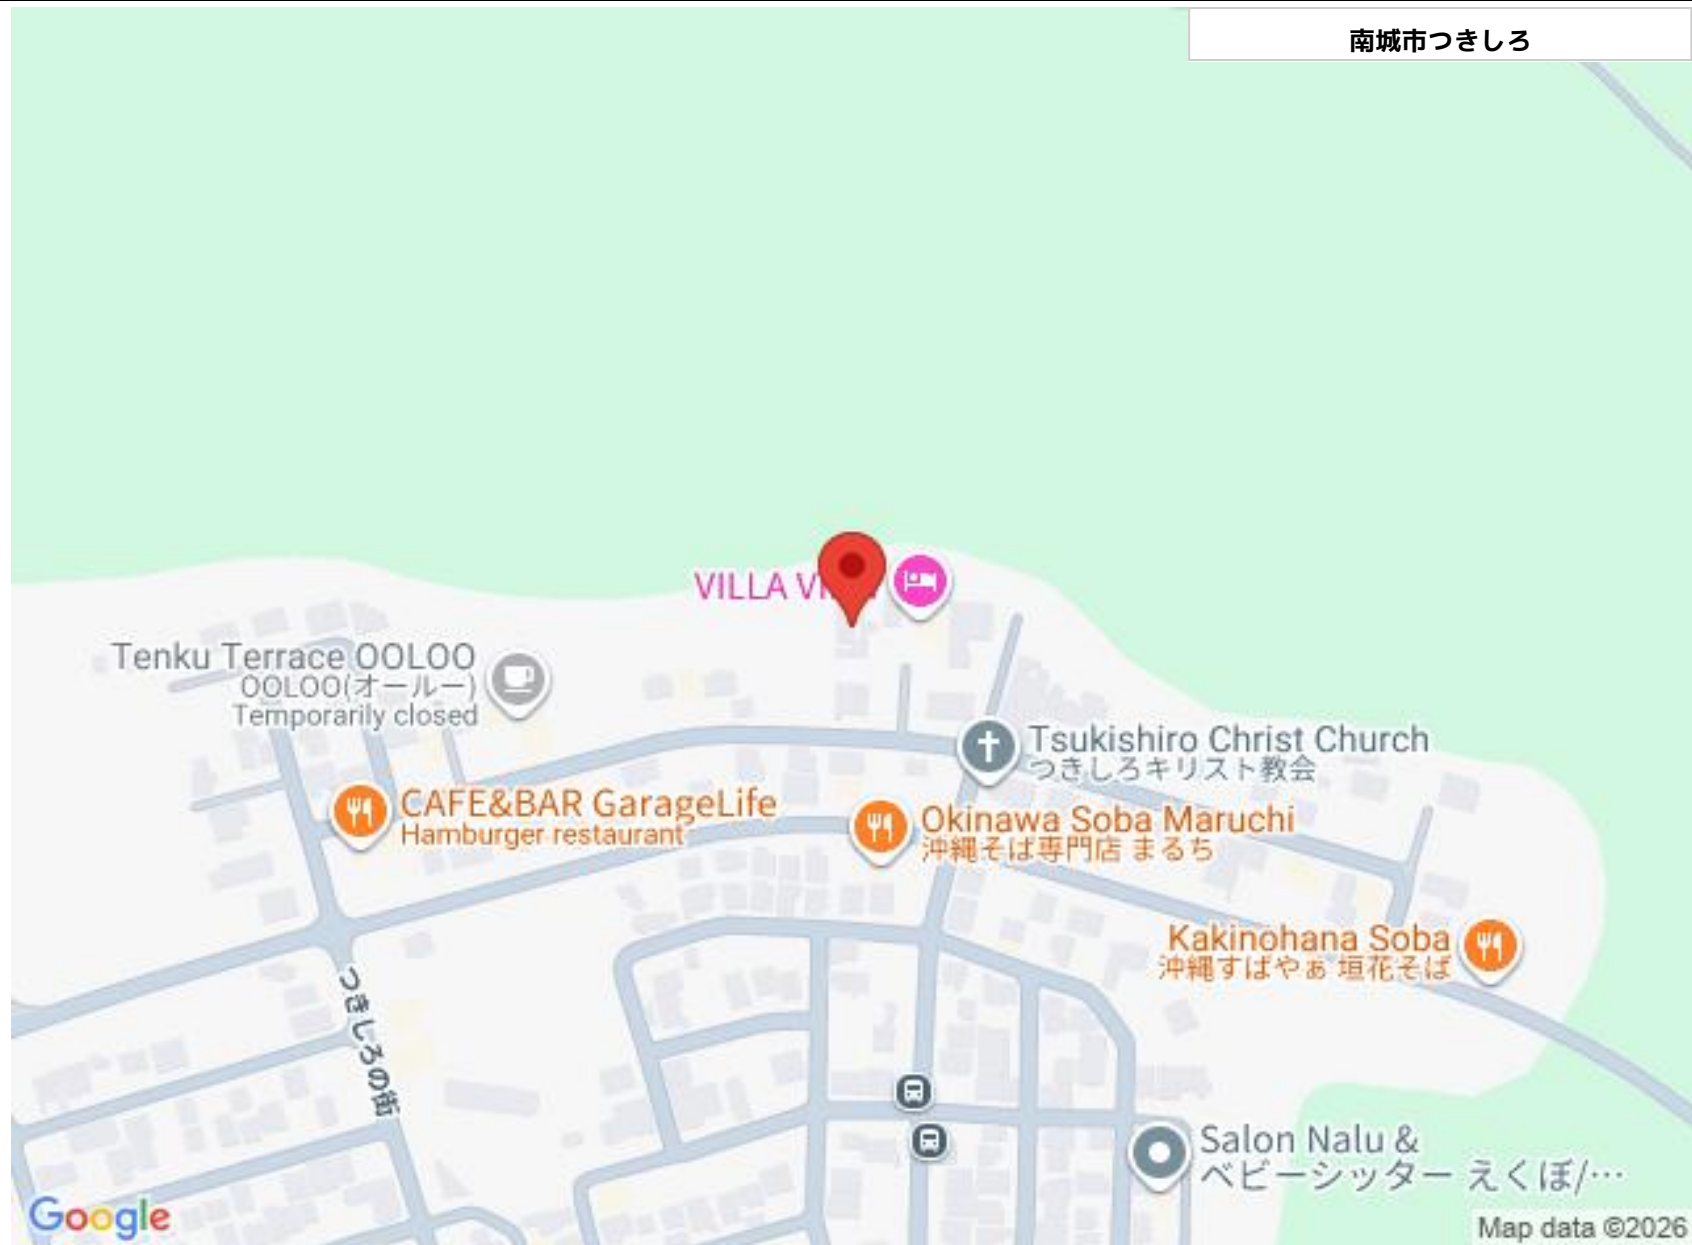 南城市つきしろ
VILLA VI
Tenku Terrace OOLOO
OOLOO(オールー)
Temporarily closed
Tsukishiro Christ Church
つきしろキリスト教会
CAFE&BAR GarageLife
Hamburger restaurant
Okinawa Soba Maruchi
沖縄そば専門店 まるち
Kakinohana Soba
沖縄すばやぁ 垣花そば
つきしろの街
Salon Nalu &
ベビーシッター えくぼ/…
Google
Map data ©2026